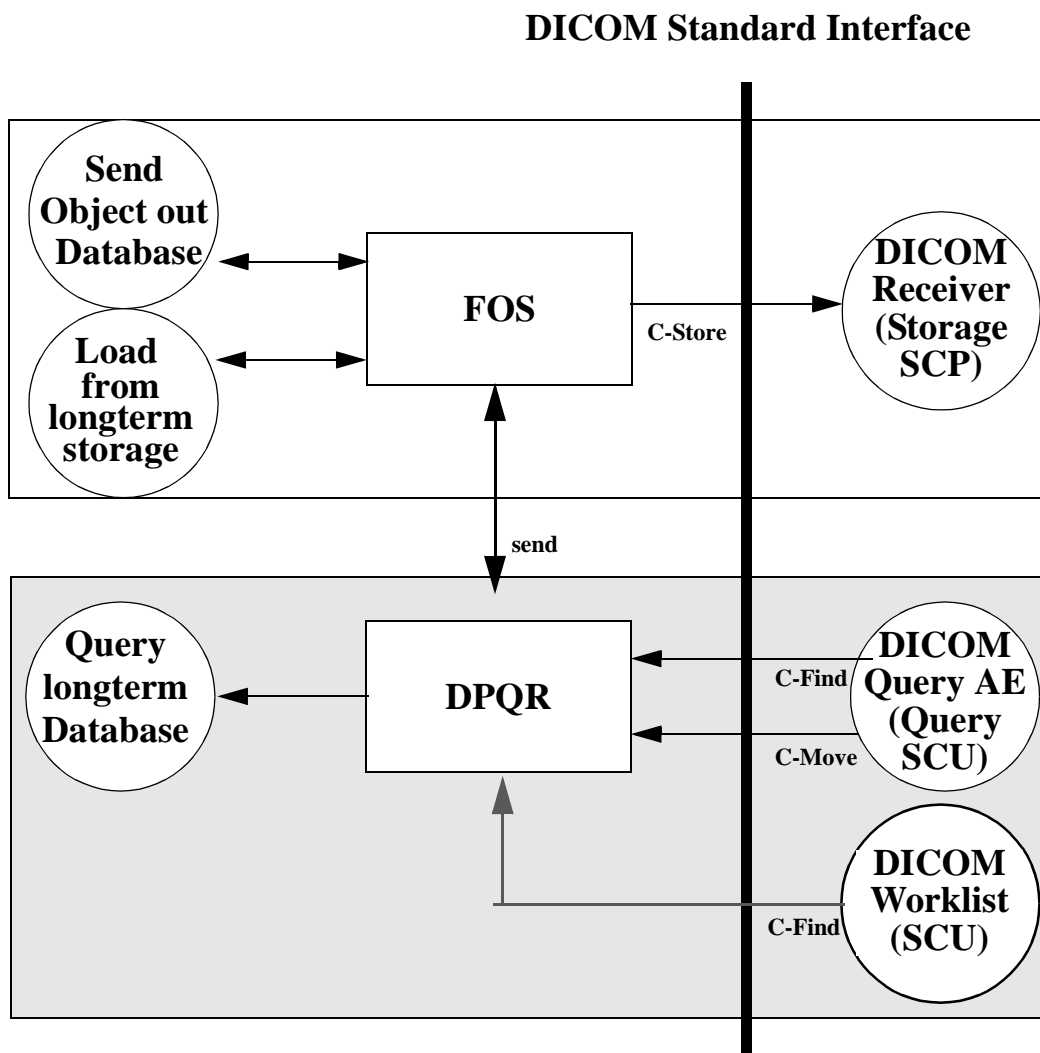 DICOM Standard Interface
Send
Object out
Database
Load
from
longterm
storage
FOS
C-Store
DICOM
Receiver
(Storage
SCP)
send
Query
longterm
Database
DPQR
C-Find
C-Move
DICOM
Query AE
(Query
SCU)
C-Find
DICOM
Worklist
(SCU)